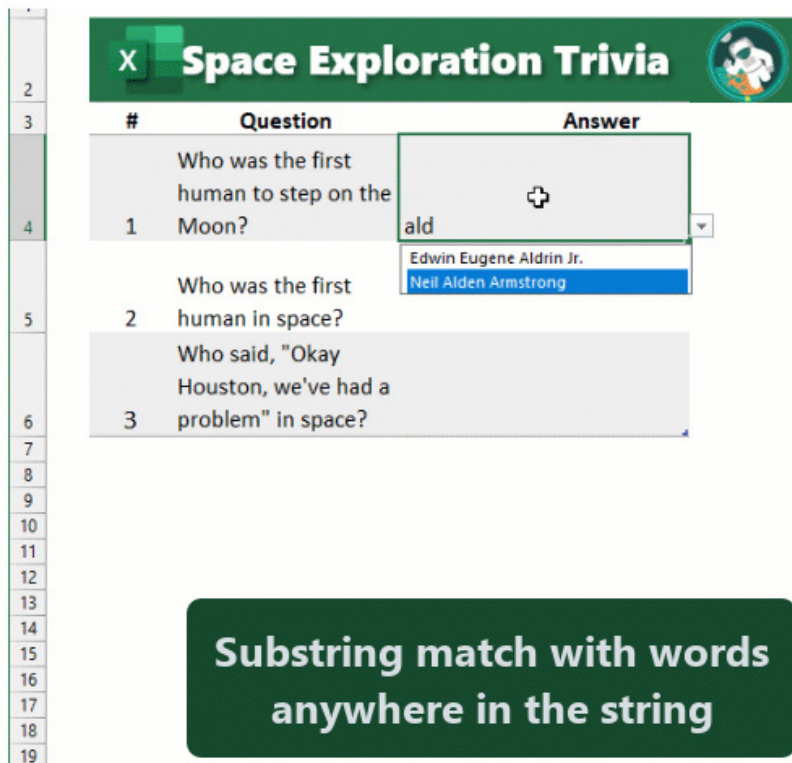 X Space Exploration Trivia
2
3 # Question Answer
Who was the first
human to step on the
4 1 Moon? ald
Edwin Eugene Aldrin Jr.
Neil Alden Armstrong
Who was the first
5 2 human in space?
Who said, "Okay
Houston, we've had a
6 3 problem" in space?
7
8
9
10
11
12
13
14
15
16
17
18
19
Substring match with words
anywhere in the string